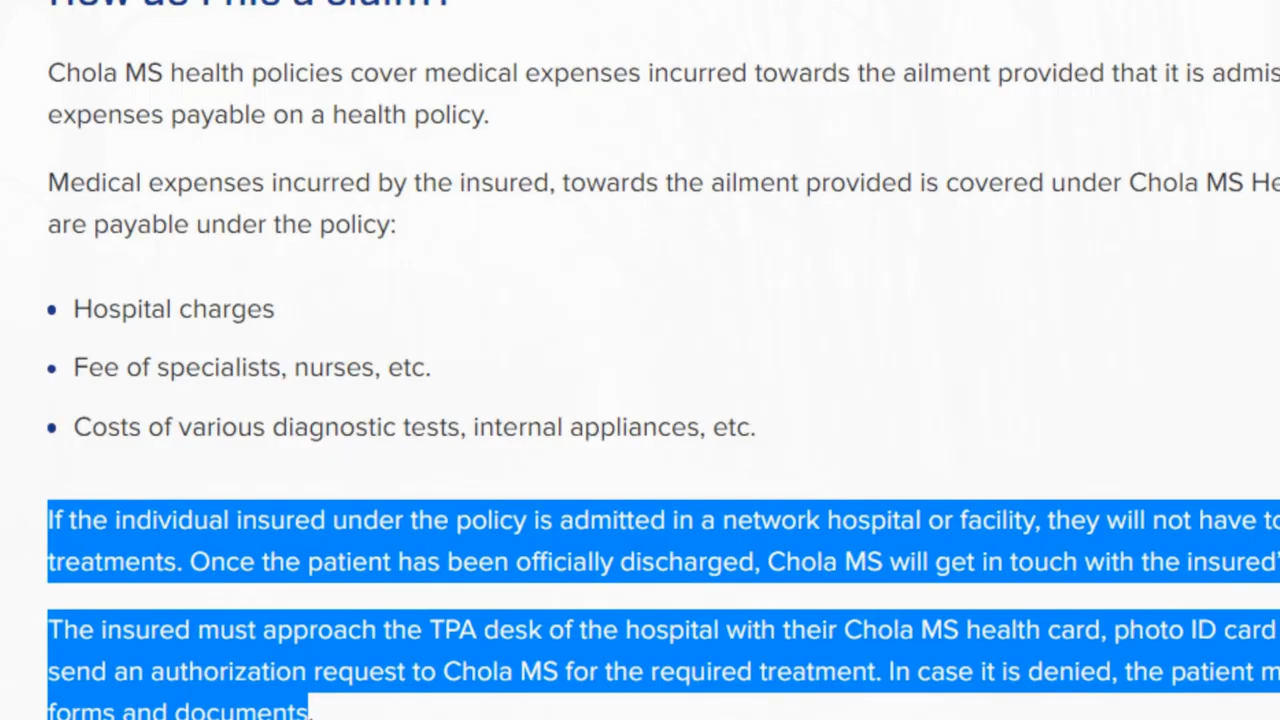 How do I file a claim?
Chola MS health policies cover medical expenses incurred towards the ailment provided that it is
expenses payable on a health policy.
Medical expenses incurred by the insured, towards the ailment provided is covered under Chola MS
are payable under the policy:
• Hospital charges
• Fee of specialists, nurses, etc.
• Costs of various diagnostic tests, internal appliances, etc.
If the individual insured under the policy is admitted in a network hospital or facility, they will not have to
treatments. Once the patient has been officially discharged, Chola MS will get in touch with the insured'
The insured must approach the TPA desk of the hospital with their Chola MS health card, photo ID card
send an authorization request to Chola MS for the required treatment. In case it is denied, the patient
forms and documents.